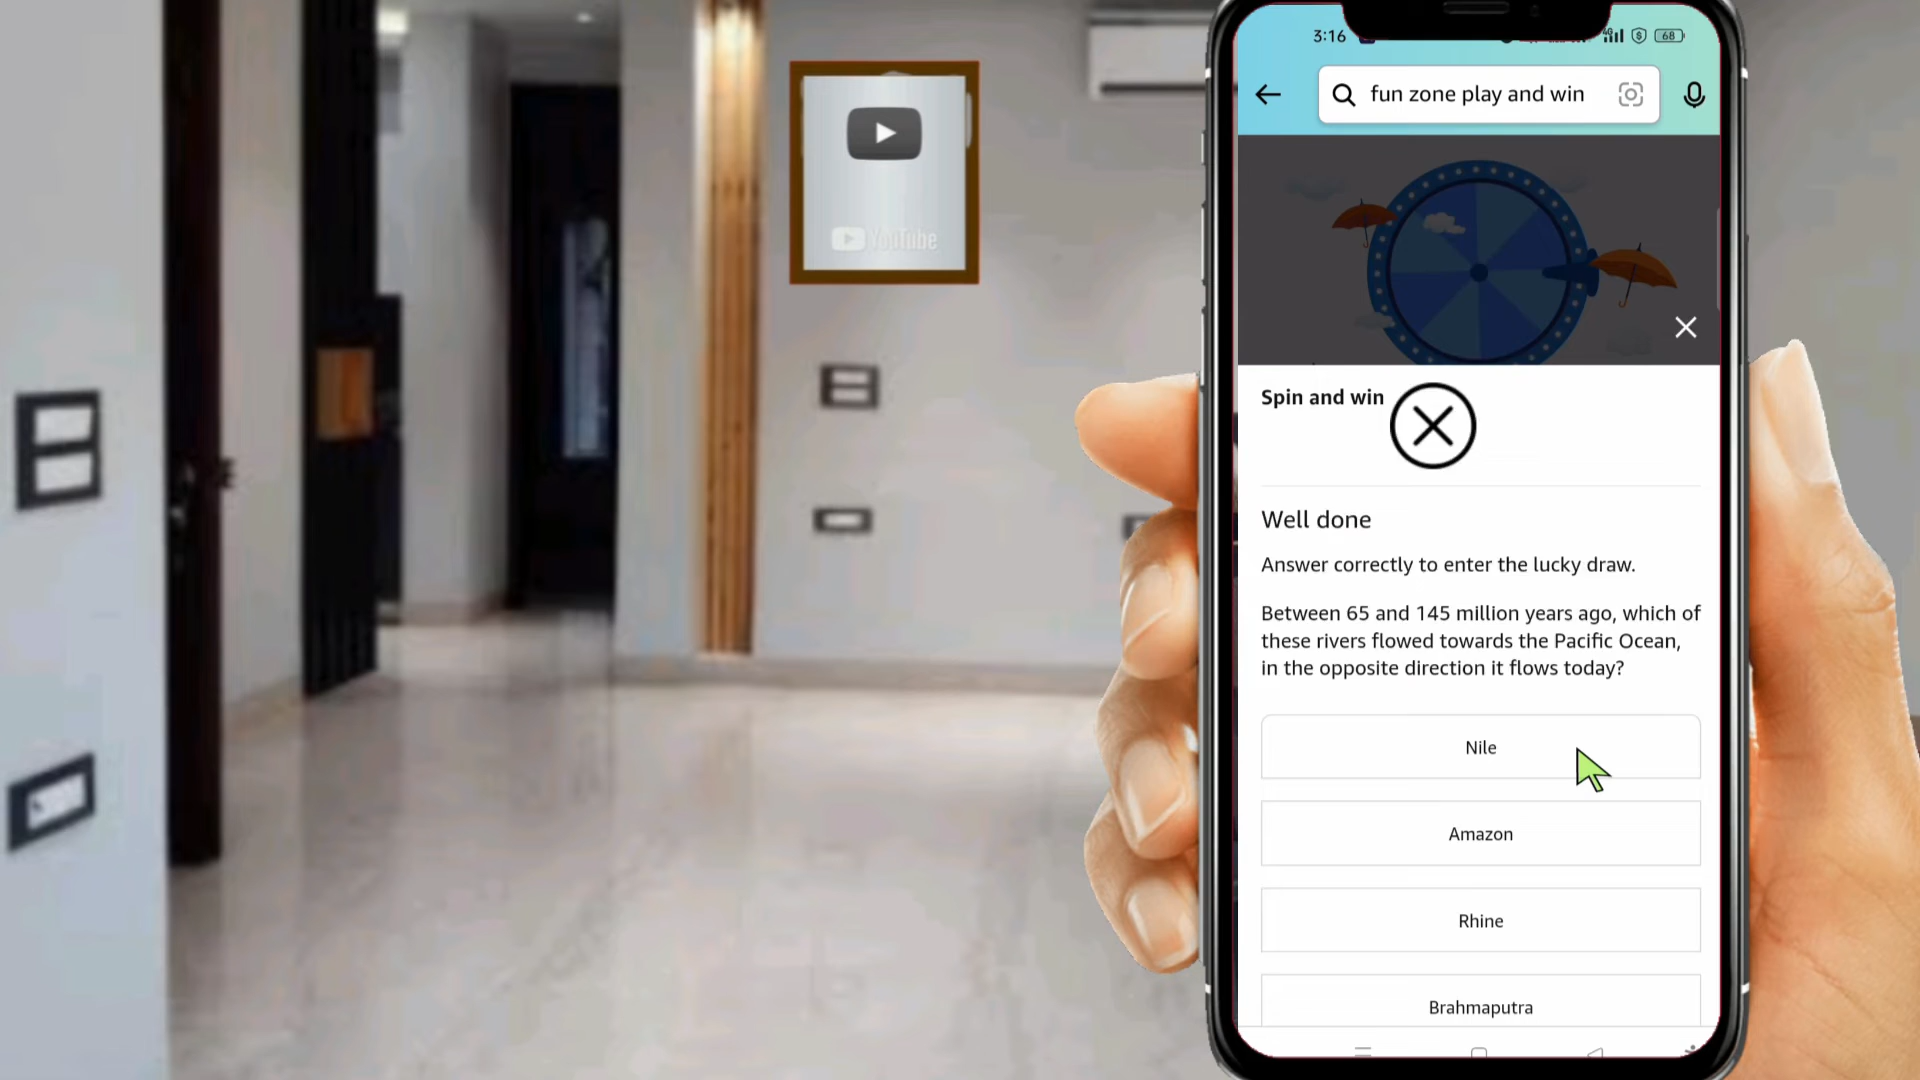 YouTube
3:16
68
fun zone play and win
Spin and win
Well done
Answer correctly to enter the lucky draw.
Between 65 and 145 million years ago, which of
these rivers flowed towards the Pacific Ocean,
in the opposite direction it flows today?
Nile
Amazon
Rhine
Brahmaputra